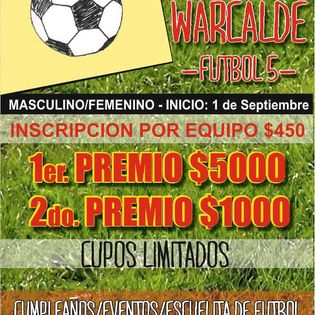 WARCALDE
-FUTBOL 5-
MASCULINO/FEMENINO - INICIO: 1 de Septiembre
INSCRIPCION POR EQUIPO $450
1er. PREMIO $5000
2do. PREMIO $1000
CUPOS LIMITADOS
CUMPLEAÑOS/EVENTOS/ESCUELITA DE FUTBOL